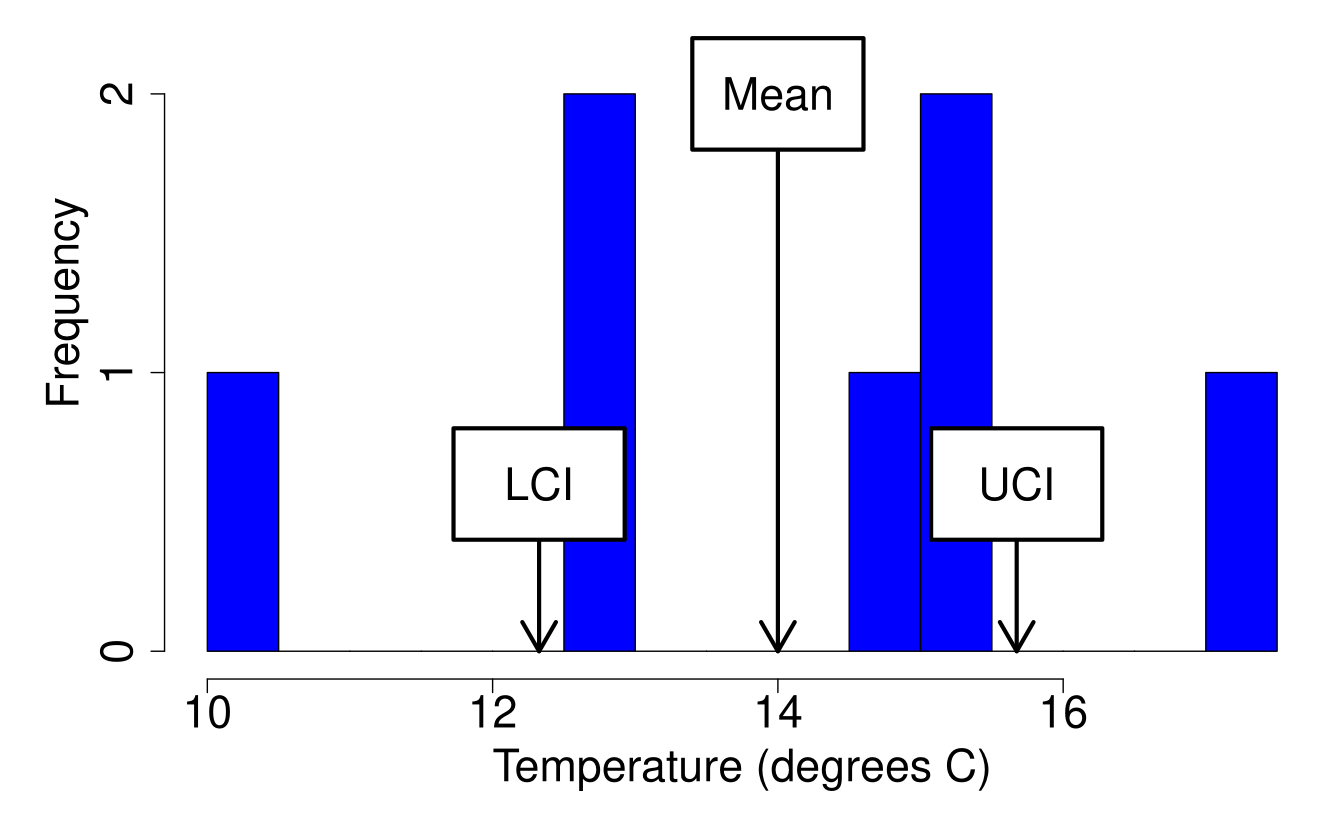 Mean
2
1
0
Frequency
LCI
UCI
10 12 14 16
Temperature (degrees C)